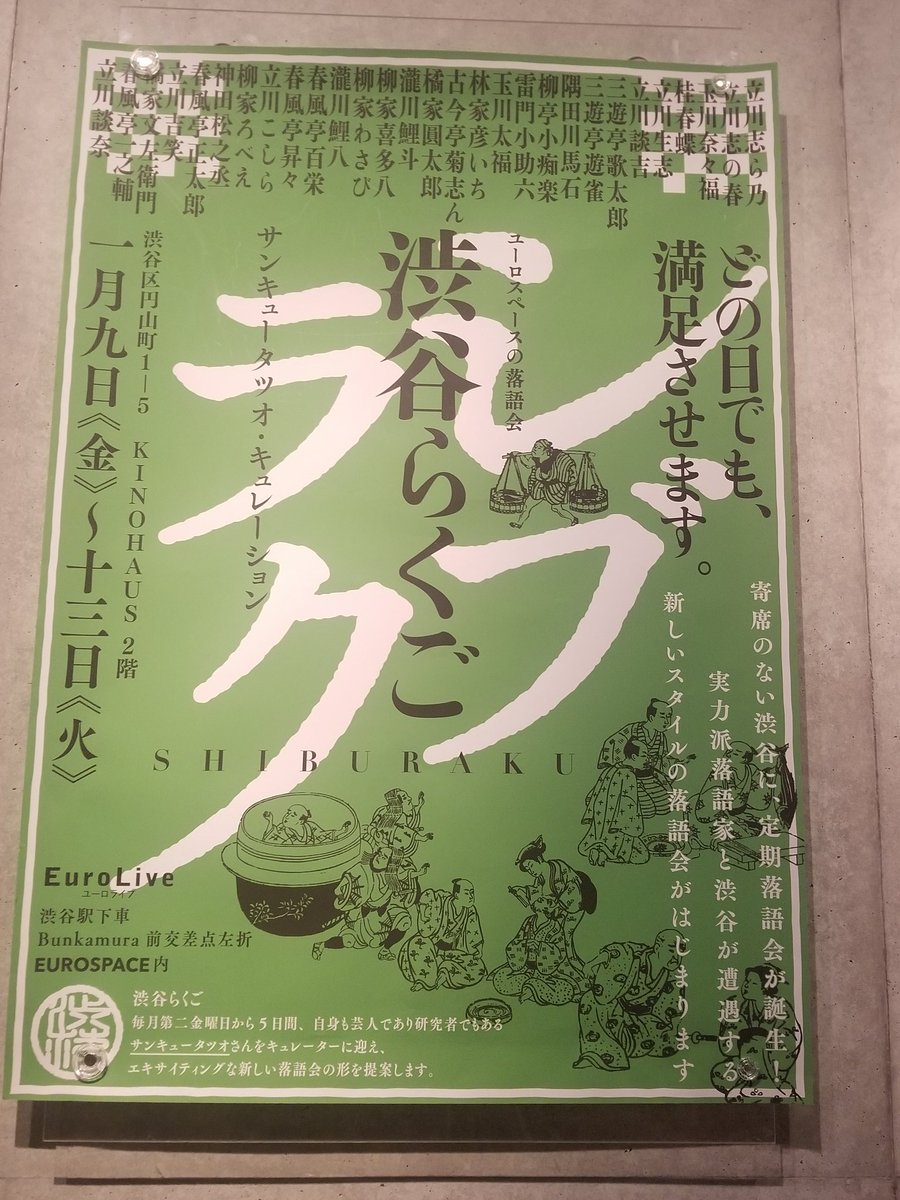 立川志ら乃
立川志の春
玉川奈々福
桂春蝶
立川生志
立川談吉
三遊亭歌太郎
三遊亭遊雀
隅田川馬石
柳亭小痴楽
雷門小助六
玉川太福
林家彦いち
古今亭菊志ん
橘家圓太郎
瀧川鯉斗
柳家喜多八
柳家わさび
瀧川鯉八
春風亭百栄
春風亭昇々
立川こしら
柳家ろべえ
神田松之丞
春風亭正太郎
立川吉笑
橘家文左衛門
春風亭一之輔
立川談奈
どの日でも、
満足させます。
シブ
ラク
ユーロスペースの落語会
渋谷らくご
サンキュータツオ・キュレーション
SHIBURAKU
渋谷区円山町1—5 KINOHAUS 2階
一月九日《金》〜十三日《火》
寄席のない渋谷に、定期落語会が誕生!
実力派落語家と渋谷が遭遇する
新しいスタイルの落語会がはじまります
EuroLive
ユーロライブ
渋谷駅下車
Bunkamura 前交差点左折
EUROSPACE内
渋谷らくご
毎月第二金曜日から5日間、自身も芸人であり研究者でもある
サンキュータツオさんをキュレーターに迎え、
エキサイティングな新しい落語会の形を提案します。